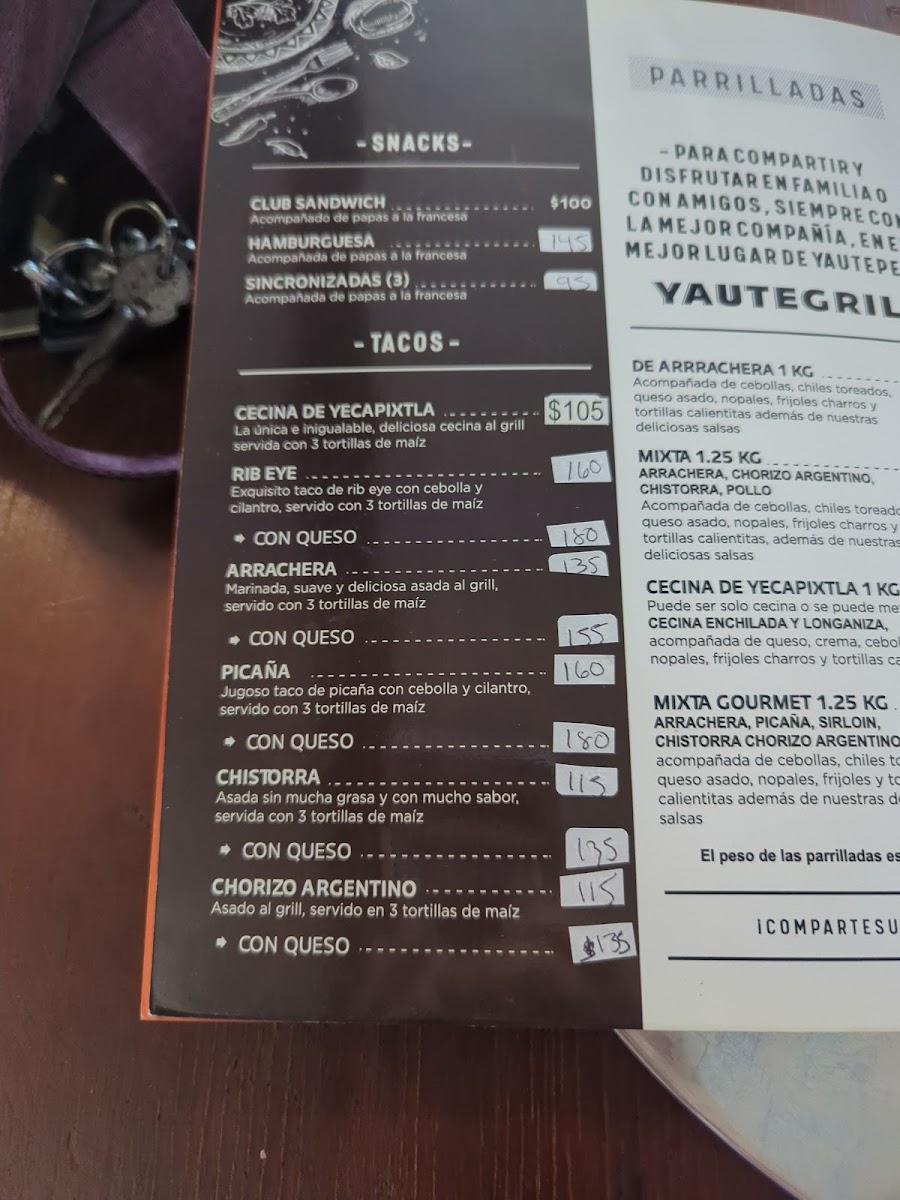 - SNACKS -
CLUB SANDWICH $100
Acompañado de papas a la francesa
HAMBURGUESA 145
Acompañada de papas a la francesa
SINCRONIZADAS (3) 95
Acompañada de papas a la francesa
- TACOS -
CECINA DE YECAPIXTLA $105
La única e inigualable, deliciosa cecina al grill
servida con 3 tortillas de maíz
RIB EYE 160
Exquisito taco de rib eye con cebolla y
cilantro, servido con 3 tortillas de maíz
CON QUESO 180
ARRACHERA 135
Marinada, suave y deliciosa asada al grill,
servido con 3 tortillas de maíz
CON QUESO 155
PICAÑA 160
Jugoso taco de picaña con cebolla y cilantro,
servido con 3 tortillas de maíz
CON QUESO 180
CHISTORRA 115
Asada sin mucha grasa y con mucho sabor,
servida con 3 tortillas de maíz
CON QUESO 135
CHORIZO ARGENTINO 115
Asado al grill, servido en 3 tortillas de maíz
CON QUESO $135
PARRILLADAS
- PARA COMPARTIR Y
DISFRUTAR EN FAMILIA O
CON AMIGOS, SIEMPRE CON
LA MEJOR COMPAÑÍA, EN E
MEJOR LUGAR DE YAUTEPE
YAUTEGRIL
DE ARRRACHERA 1 KG
Acompañada de cebollas, chiles toreados,
queso asado, nopales, frijoles charros y
tortillas calientitas además de nuestras
deliciosas salsas
MIXTA 1.25 KG
ARRACHERA, CHORIZO ARGENTINO,
CHISTORRA, POLLO
Acompañada de cebollas, chiles toreado
queso asado, nopales, frijoles charros y
tortillas calientitas, además de nuestras
deliciosas salsas
CECINA DE YECAPIXTLA 1 KG
Puede ser solo cecina o se puede me
CECINA ENCHILADA Y LONGANIZA,
acompañada de queso, crema, cebol
nopales, frijoles charros y tortillas ca
MIXTA GOURMET 1.25 KG
ARRACHERA, PICAÑA, SIRLOIN,
CHISTORRA CHORIZO ARGENTINO
acompañada de cebollas, chiles to
queso asado, nopales, frijoles y to
calientitas además de nuestras de
salsas
El peso de las parrilladas es
¡COMPARTE SU